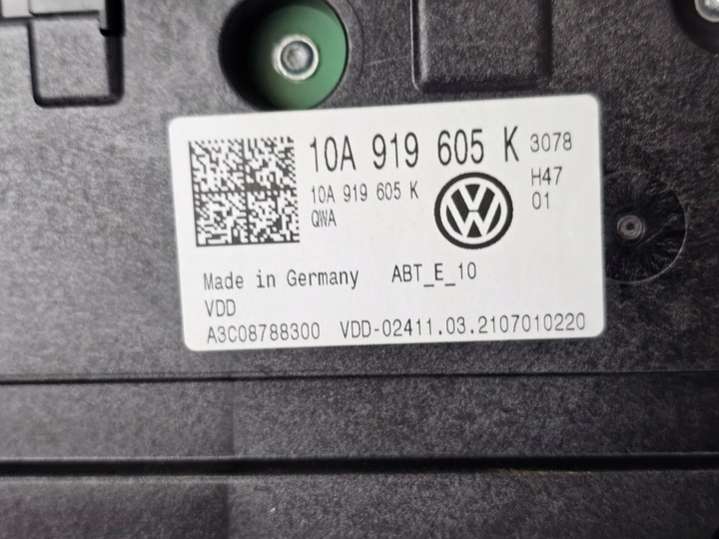 10A 919 605 K 3078
10A 919 605 K H47
QWA 01
Made in Germany ABT_E_10
VDD
A3C08788300 VDD-02411.03.2107010220